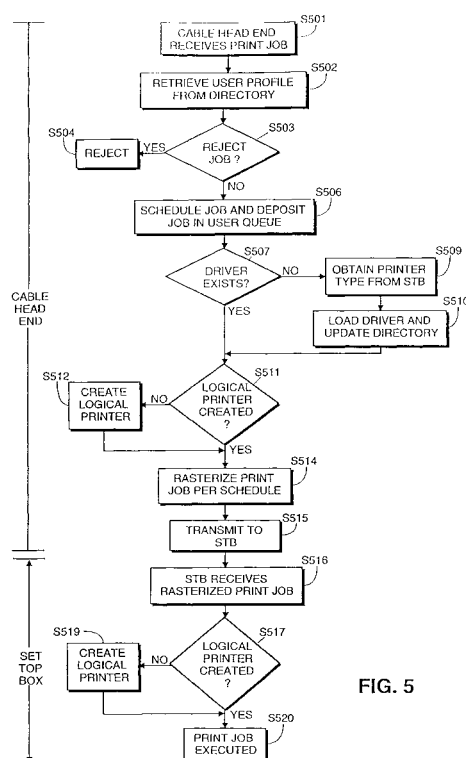 S501
CABLE HEAD END
RECEIVES PRINT JOB
S502
RETRIEVE USER PROFILE
FROM DIRECTORY
S503
S504
REJECT
YES
REJECT
JOB ?
NO
S506
SCHEDULE JOB AND DEPOSIT
JOB IN USER QUEUE
S507
DRIVER
EXISTS?
NO
S509
OBTAIN PRINTER
TYPE FROM STB
S510
LOAD DRIVER AND
UPDATE DIRECTORY
YES
CABLE
HEAD
END
S511
S512
CREATE
LOGICAL
PRINTER
NO
LOGICAL
PRINTER
CREATED
?
YES
S514
RASTERIZE PRINT
JOB PER SCHEDULE
S515
TRANSMIT TO
STB
S516
STB RECEIVES
RASTERIZED PRINT JOB
S517
S519
CREATE
LOGICAL
PRINTER
NO
LOGICAL
PRINTER
CREATED
?
YES
SET
TOP
BOX
S520
PRINT JOB
EXECUTED
FIG. 5